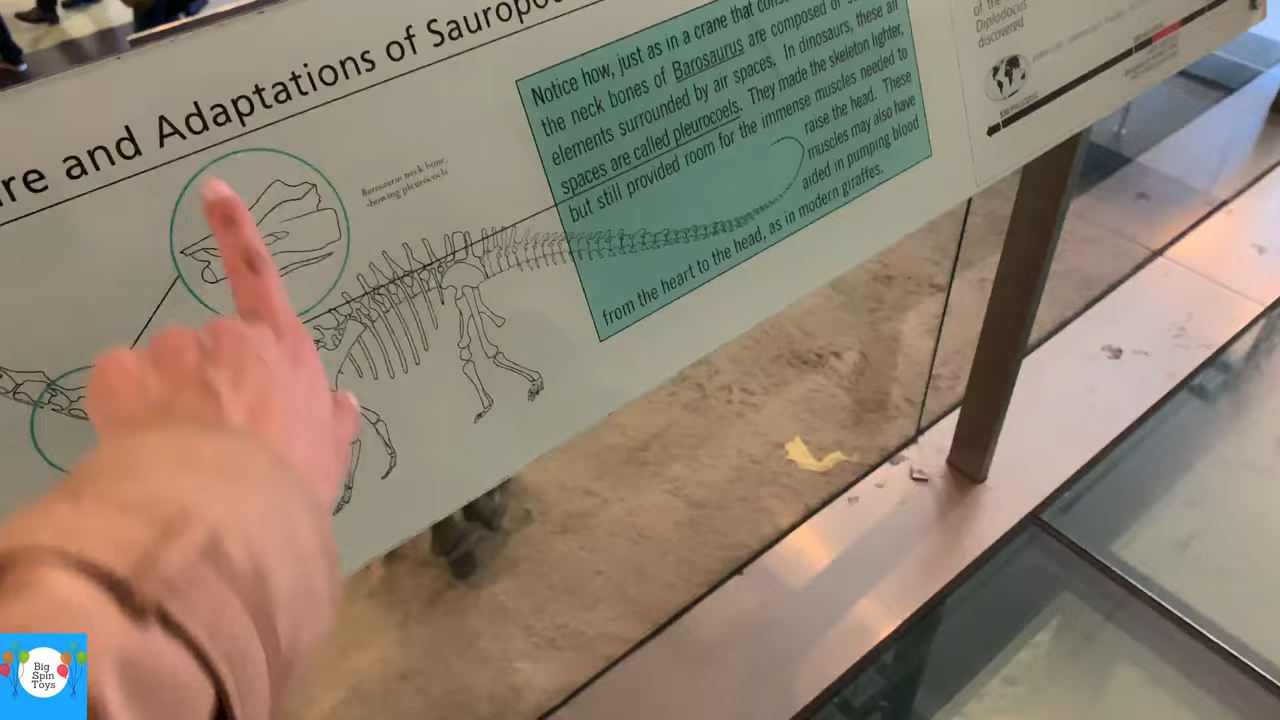 re and Adaptations of Sauropo
Barosaurus neck bone,
showing pleurocoels
Notice how, just as in a crane that
the neck bones of Barosaurus are composed of
elements surrounded by air spaces. In dinosaurs, these air
spaces are called pleurocoels. They made the skeleton lighter,
but still provided room for the immense muscles needed to
raise the head. These
muscles may also have
aided in pumping blood
from the heart to the head, as in modern giraffes.
of the
Diplodocus
discovered
Big
Spin
Toys